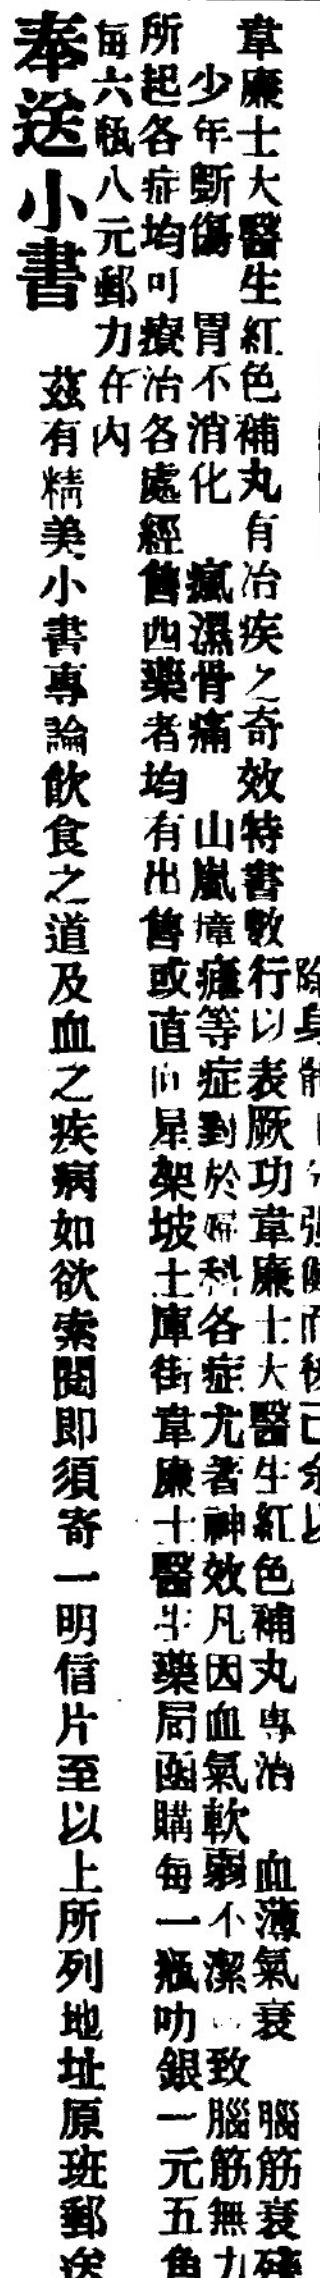 韋廉士大醫生紅色補丸有治疾之奇效特書數行以表厥功韋廉士大醫生紅色補丸專治 血薄氣衰 腦筋衰
少年斲傷 胃不消化 瘋濕骨痛 山嵐瘴瘧等症對於婦科各症尤著神效凡因血氣軟弱不潔 致腦筋無力
所起各症均可療治各處經售西藥者均有出售或直向星架坡土庫街韋廉士醫生藥局函購每一瓶叻銀一元五角
每六瓶八元郵力在內
奉送小書 茲有精美小書專論飲食之道及血之疾病如欲索閱即須寄一明信片至以上所列地址原班郵送